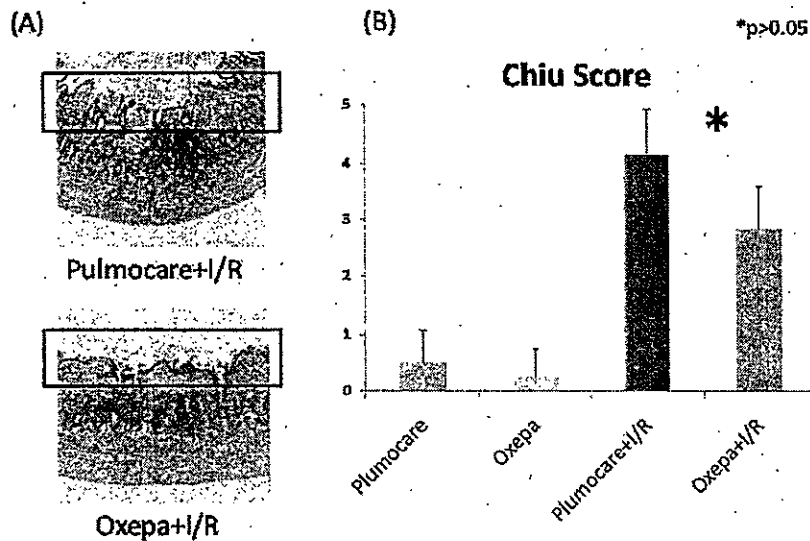 (A)
Pulmocare+I/R
Oxepa+I/R
(B)
*p>0.05
Chiu Score
5
4
3
2
1
0
*
Plumocare
Oxepa
Plumocare+I/R
Oxepa+I/R